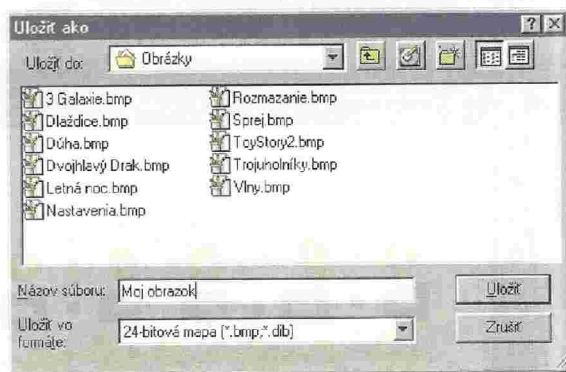 Uložiť ako
Uložiť do: Obrázky
3 Galaxie.bmp
Dlaždice.bmp
Dúha.bmp
Dvojhlavý Drak.bmp
Letná noc.bmp
Nastavenia.bmp
Rozmazanie.bmp
Sprej.bmp
ToyStory2.bmp
Trojuholníky.bmp
Vlny.bmp
Názov súboru: Moj obrazok
Uložiť
Uložiť vo
formáte: 24-bitová mapa (*.bmp;*.dib)
Zrušiť